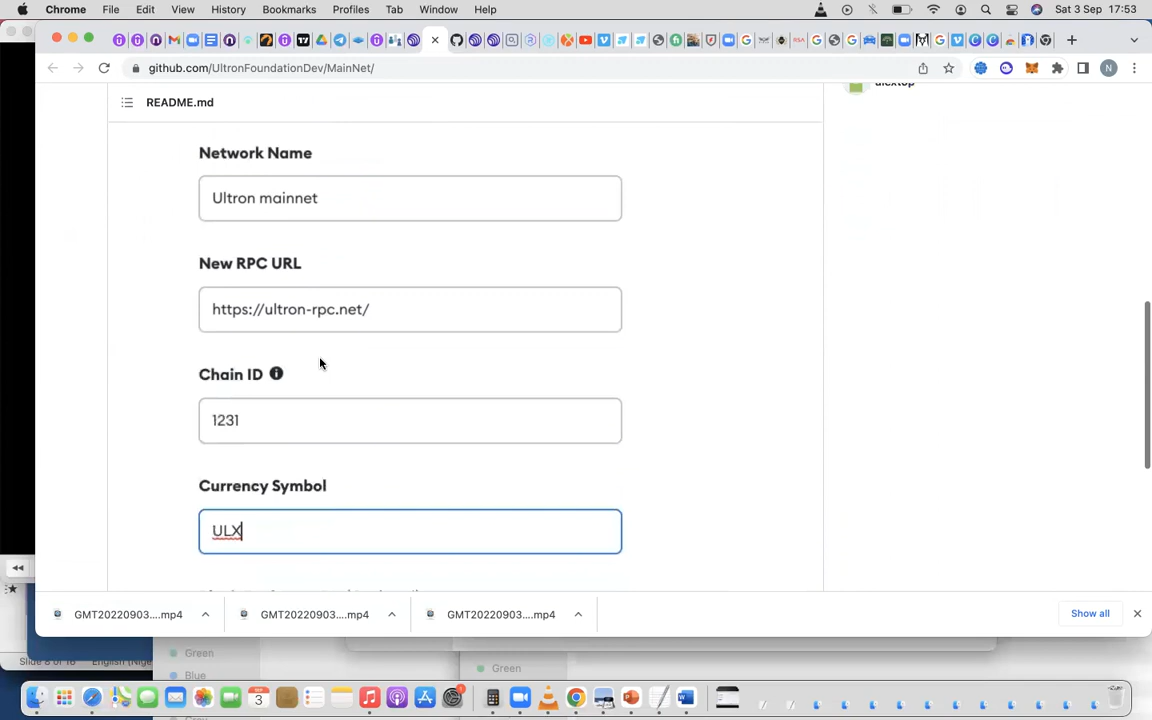 Chrome File Edit View History Bookmarks Profiles Tab Window Help Sat 3 Sep 17:53
github.com/UltronFoundationDev/MainNet/ N
README.md
Network Name
Ultron mainnet
New RPC URL
https://ultron-rpc.net/
Chain ID
1231
Currency Symbol
ULX
GMT20220903....mp4 GMT20220903....mp4 GMT20220903....mp4 Show all
Green Green
Blue